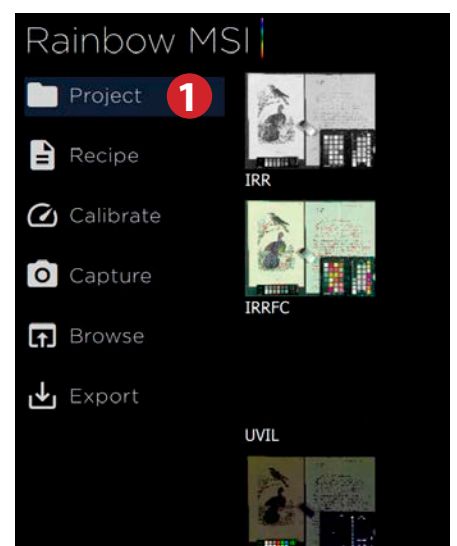 Rainbow MSI
Project 1
Recipe
Calibrate
Capture
Browse
Export
IRR
IRRFC
UVIL